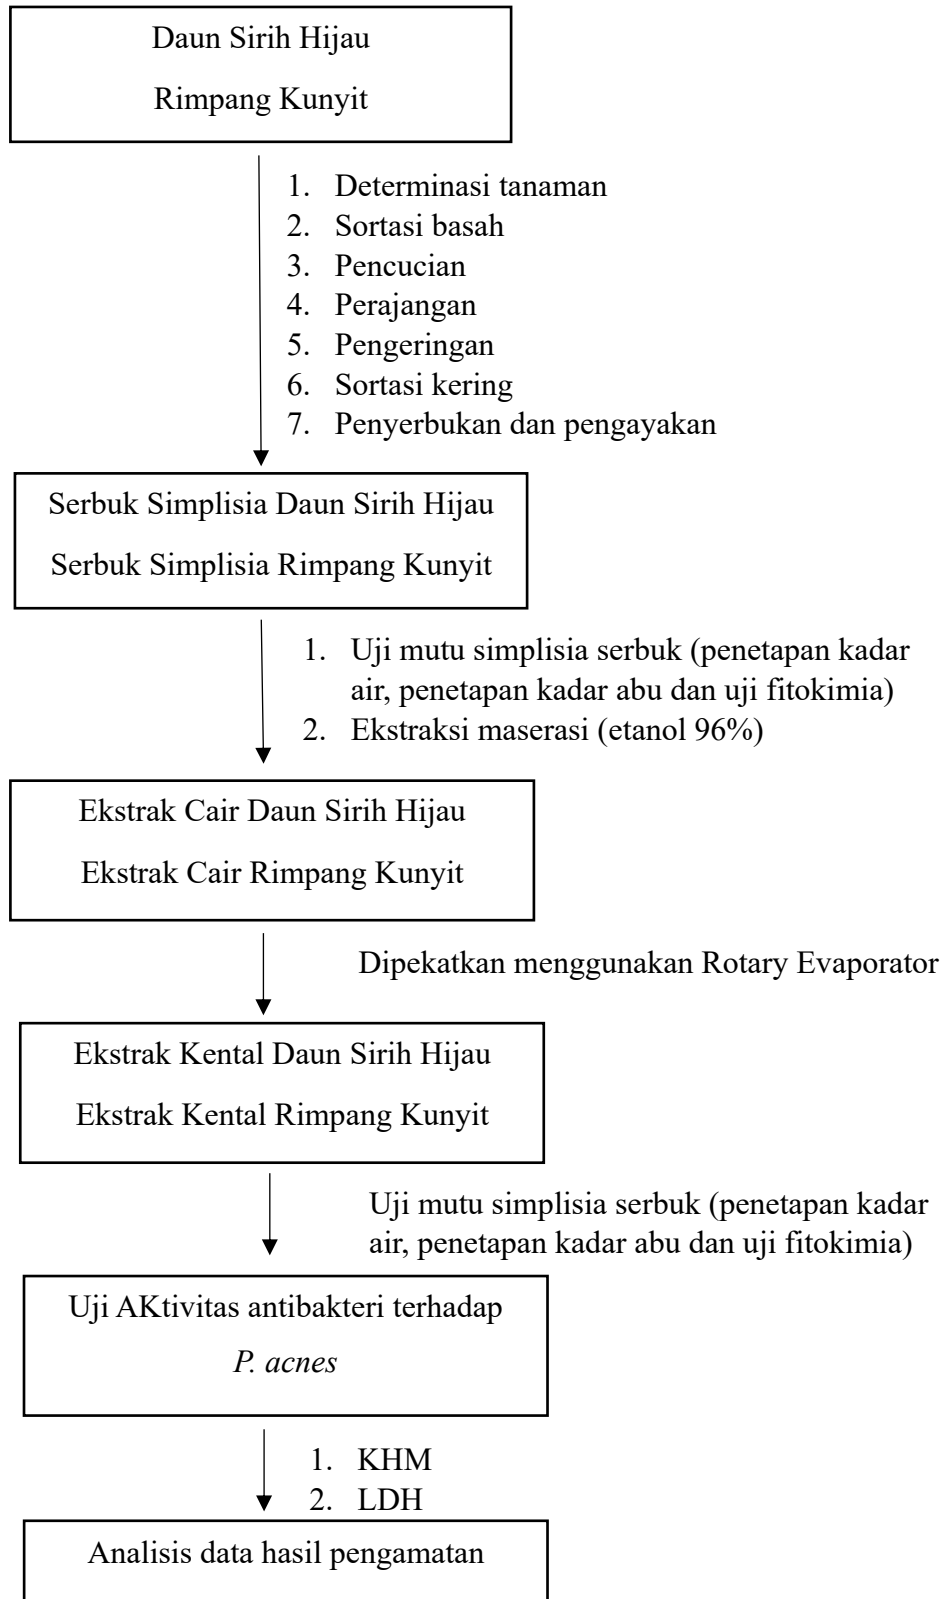 Daun Sirih Hijau
Rimpang Kunyit
1. Determinasi tanaman
2. Sortasi basah
3. Pencucian
4. Perajangan
5. Pengeringan
6. Sortasi kering
7. Penyerbukan dan pengayakan
Serbuk Simplisia Daun Sirih Hijau
Serbuk Simplisia Rimpang Kunyit
1. Uji mutu simplisia serbuk (penetapan kadar
air, penetapan kadar abu dan uji fitokimia)
2. Ekstraksi maserasi (etanol 96%)
Ekstrak Cair Daun Sirih Hijau
Ekstrak Cair Rimpang Kunyit
Dipekatkan menggunakan Rotary Evaporator
Ekstrak Kental Daun Sirih Hijau
Ekstrak Kental Rimpang Kunyit
Uji mutu simplisia serbuk (penetapan kadar
air, penetapan kadar abu dan uji fitokimia)
Uji AKtivitas antibakteri terhadap
P. acnes
1. KHM
2. LDH
Analisis data hasil pengamatan